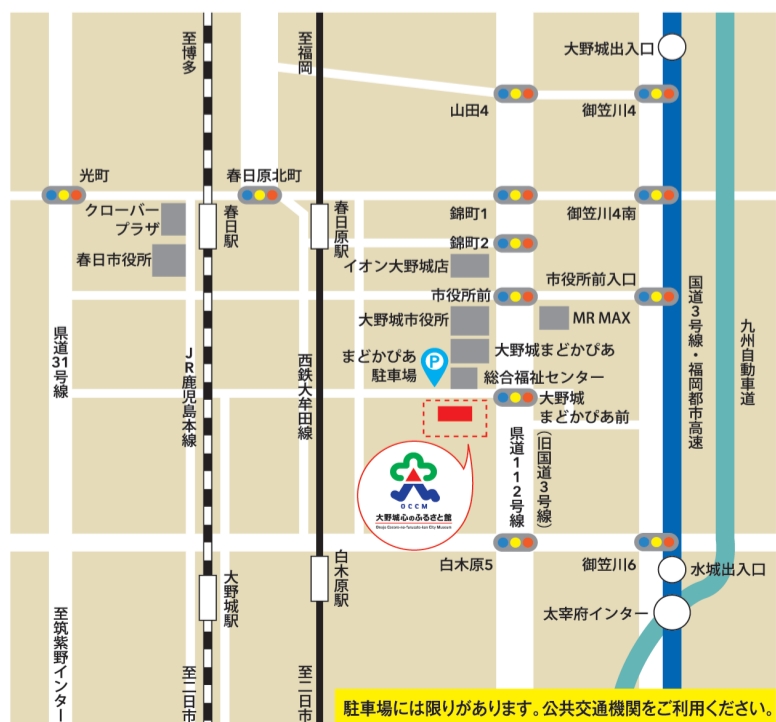 至博多
至福岡
大野城出入口
山田4
御笠川4
光町
春日原北町
錦町1
御笠川4南
クローバー
プラザ
春日駅
春日原駅
錦町2
春日市役所
イオン大野城店
市役所前入口
市役所前
大野城市役所
MR MAX
国道3号線・福岡都市高速
九州自動車道
県道31号線
JR鹿児島本線
西鉄大牟田線
まどかぴあ
駐車場
P
大野城まどかぴあ
総合福祉センター
大野城
まどかぴあ前
県道112号線
(旧国道3号線)
OCCM
大野城心のふるさと館
Onojo Cocoro-no-furusato-kan City Museum
白木原5
御笠川6
水城出入口
白木原駅
大野城駅
太宰府インター
至筑紫野インター
至二日市
至二日市
駐車場には限りがあります。公共交通機関をご利用ください。